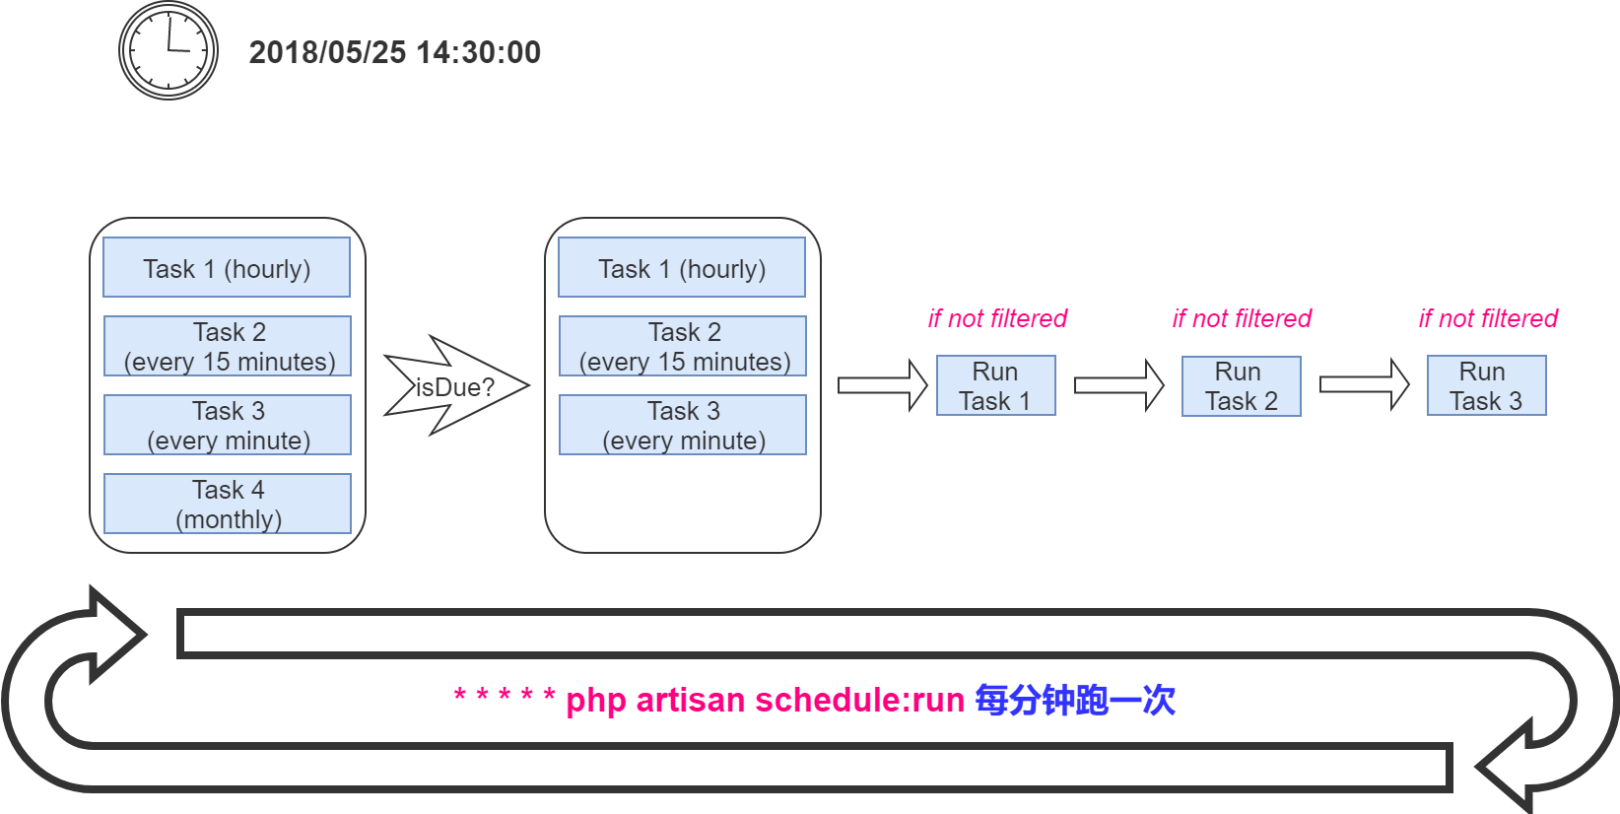 2018/05/25 14:30:00
Task 1 (hourly)
Task 2
(every 15 minutes)
Task 3
(every minute)
Task 4
(monthly)
isDue?
Task 1 (hourly)
Task 2
(every 15 minutes)
Task 3
(every minute)
if not filtered
Run
Task 1
if not filtered
Run
Task 2
if not filtered
Run
Task 3
* * * * * php artisan schedule:run 每分钟跑一次